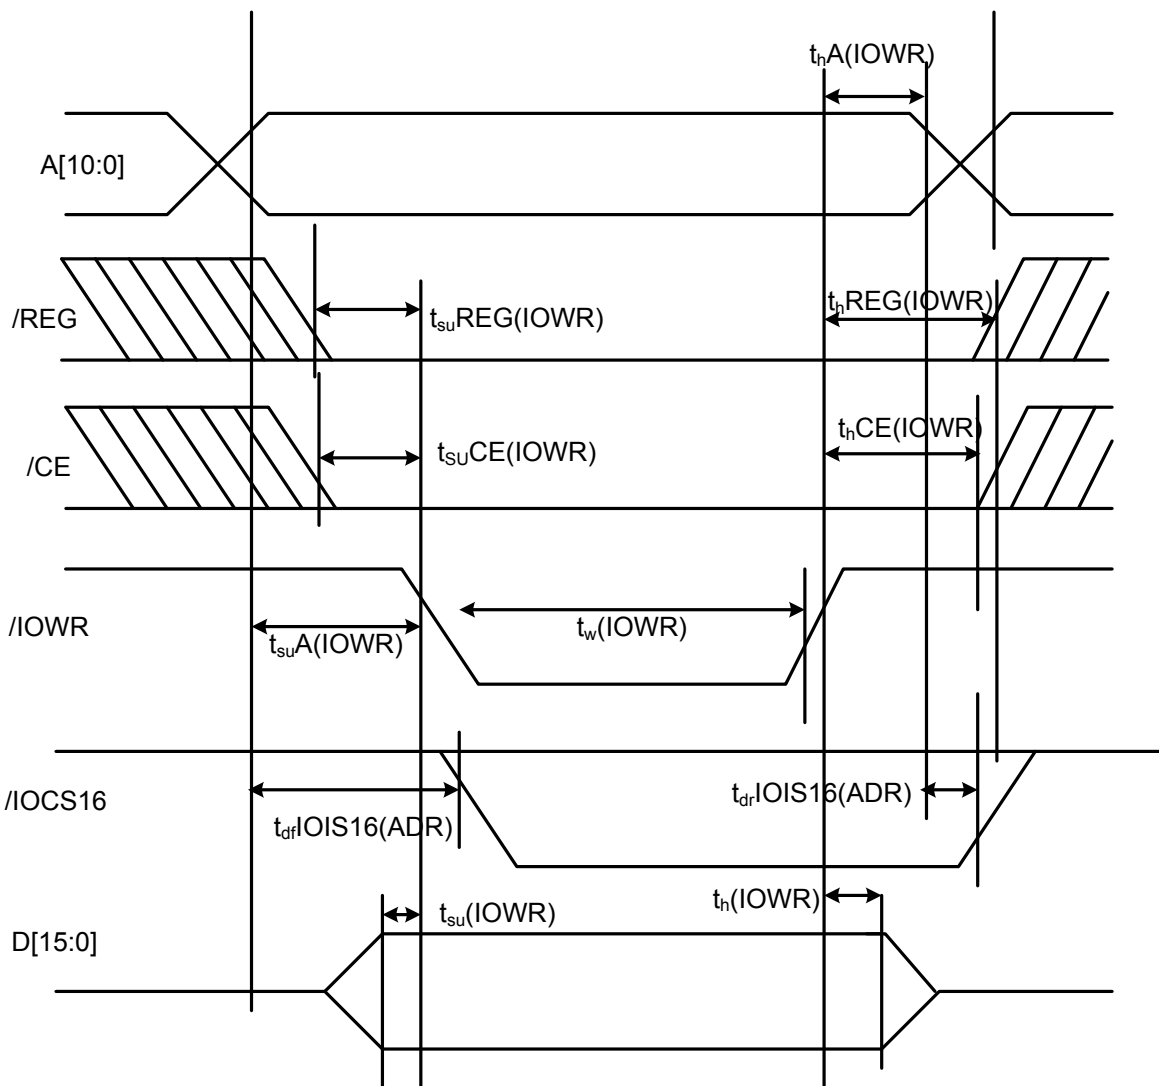 thA(IOWR)
A[10:0]
/REG
tsuREG(IOWR)
thREG(IOWR)
/CE
tSUCE(IOWR)
thCE(IOWR)
/IOWR
tsuA(IOWR)
tw(IOWR)
/IOCS16
tdfIOIS16(ADR)
tdrIOIS16(ADR)
D[15:0]
tsu(IOWR)
th(IOWR)